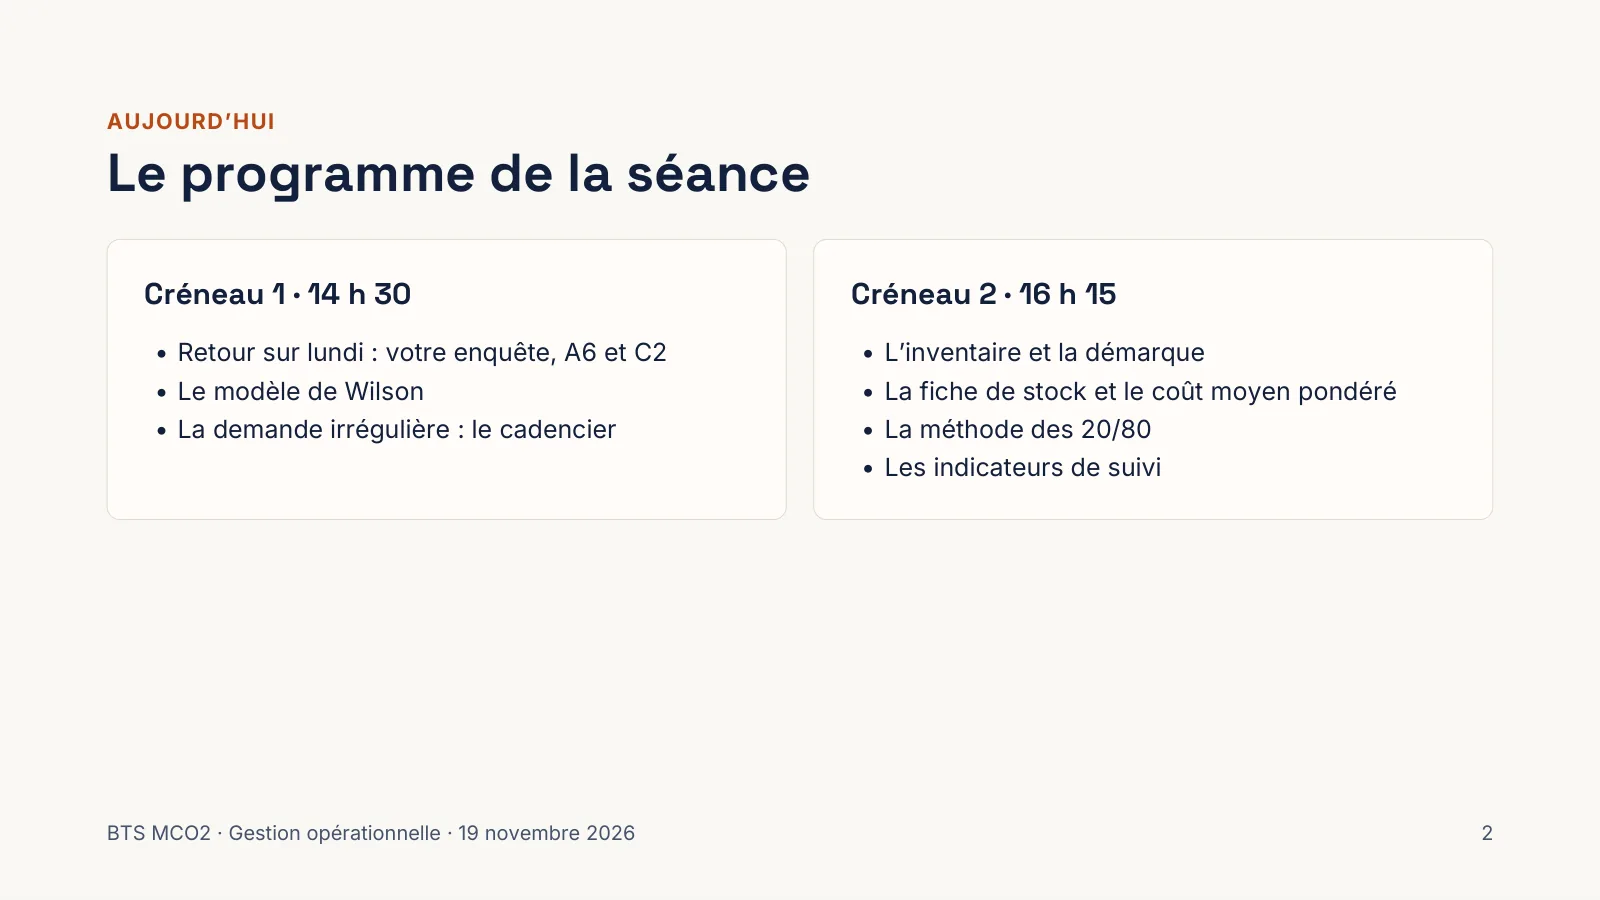 AUJOURD’HUI
Le programme de la séance
Créneau 1 · 14 h 30
• Retour sur lundi : votre enquête, A6 et C2
• Le modèle de Wilson
• La demande irrégulière : le cadencier
Créneau 2 · 16 h 15
• L’inventaire et la démarque
• La fiche de stock et le coût moyen pondéré
• La méthode des 20/80
• Les indicateurs de suivi
BTS MCO2 · Gestion opérationnelle · 19 novembre 2026
2